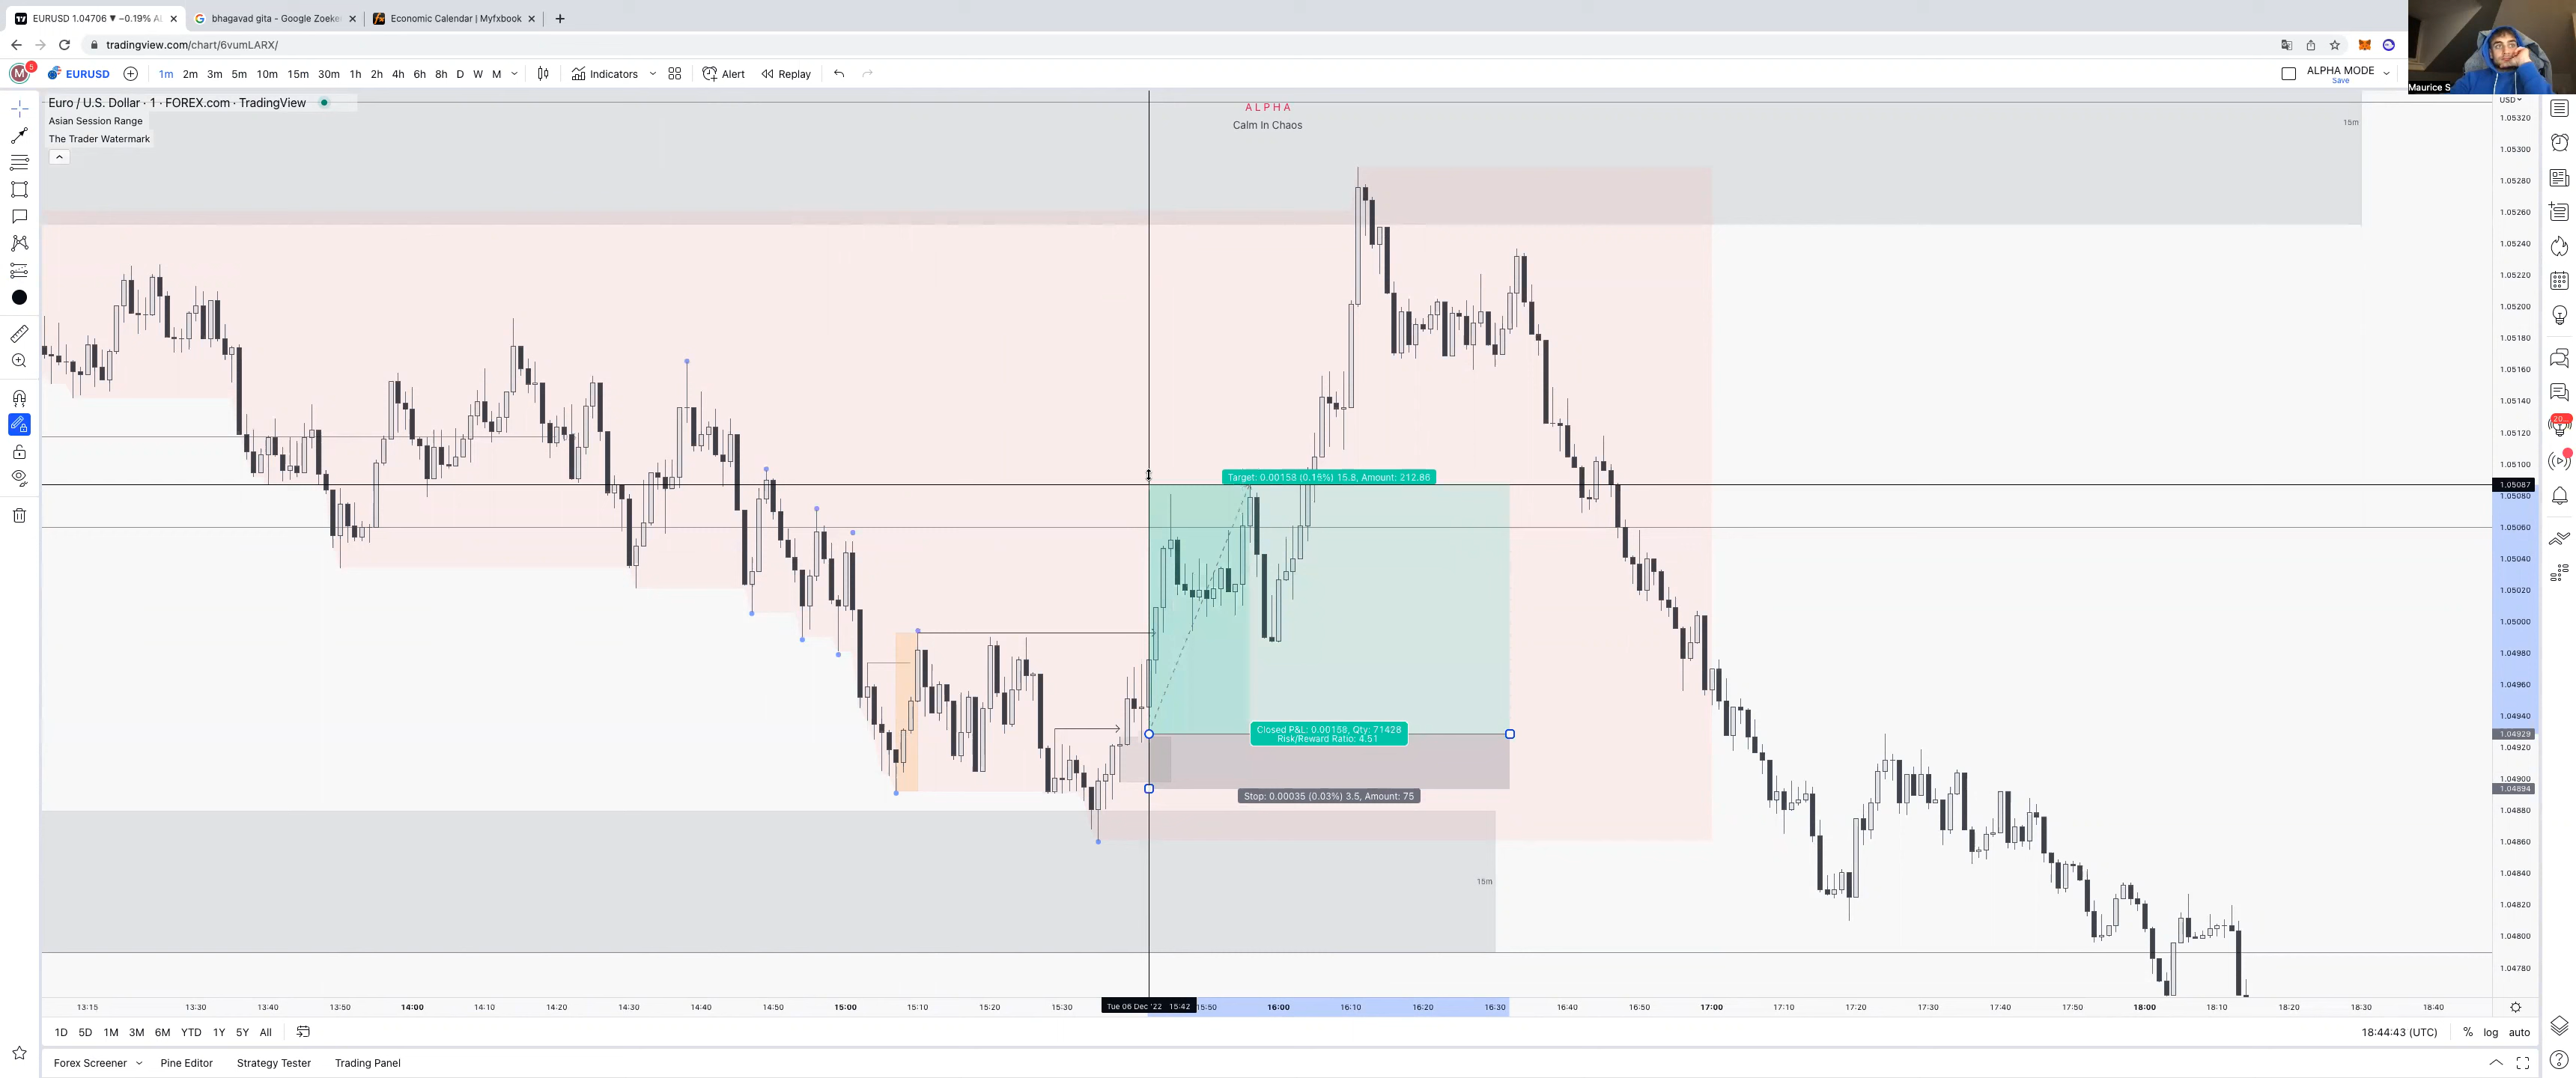 EURUSD 1.04706 ▼ −0.19% AL
bhagavad gita - Google Zoeken
Economic Calendar | Myfxbook
tradingview.com/chart/6vumLARX/
M 5 EURUSD 1m 2m 3m 5m 10m 15m 30m 1h 2h 4h 6h 8h D W M Indicators Alert Replay
ALPHA MODE
Save
Maurice S
Euro / U.S. Dollar · 1 · FOREX.com · TradingView
Asian Session Range
The Trader Watermark
ALPHA
Calm In Chaos
15m
USD
1.05320
1.05300
1.05280
1.05260
1.05240
1.05220
1.05200
1.05180
1.05160
1.05140
1.05120
1.05100
1.05087
1.05080
1.05060
1.05040
1.05020
1.05000
1.04980
1.04960
1.04940
1.04929
1.04920
1.04900
1.04894
1.04880
1.04860
1.04840
1.04820
1.04800
1.04780
Target: 0.00158 (0.15%) 15.8, Amount: 212.86
Closed P&L: 0.00158, Qty: 71428
Risk/Reward Ratio: 4.51
Stop: 0.00035 (0.03%) 3.5, Amount: 75
15m
13:15 13:30 13:40 13:50 14:00 14:10 14:20 14:30 14:40 14:50 15:00 15:10 15:20 15:30 Tue 06 Dec '22 15:42 15:50 16:00 16:10 16:20 16:30 16:40 16:50 17:00 17:10 17:20 17:30 17:40 17:50 18:00 18:10 18:20 18:30 18:40
1D 5D 1M 3M 6M YTD 1Y 5Y All
18:44:43 (UTC) % log auto
Forex Screener Pine Editor Strategy Tester Trading Panel